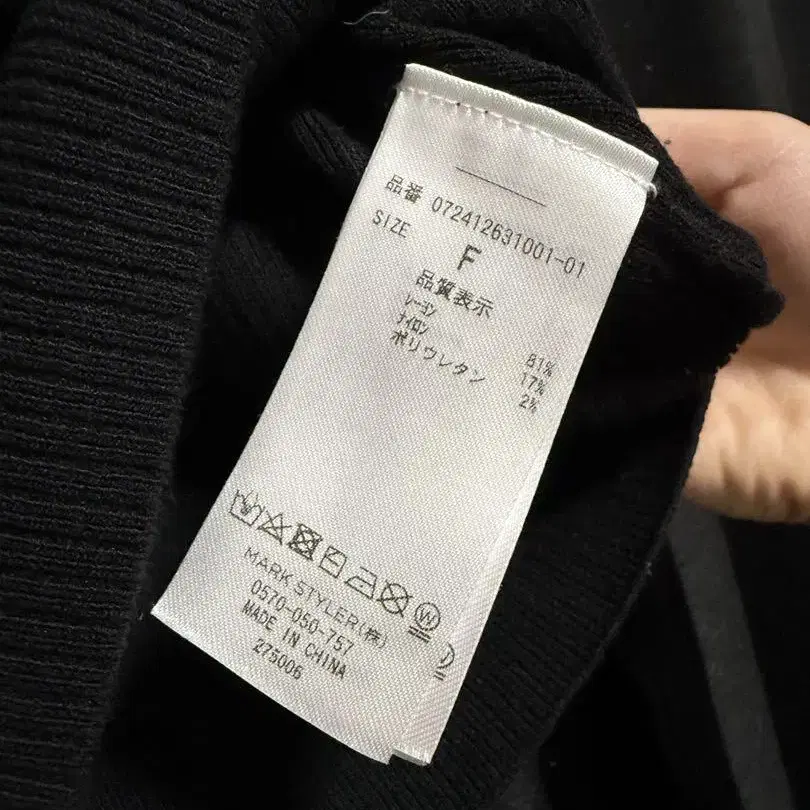 品番 072412631001-01
SIZE
F
品質表示
レーヨン 81%
ナイロン 17%
ポリウレタン 2%
MARK STYLER(株)
0570-050-757
MADE IN CHINA
275006